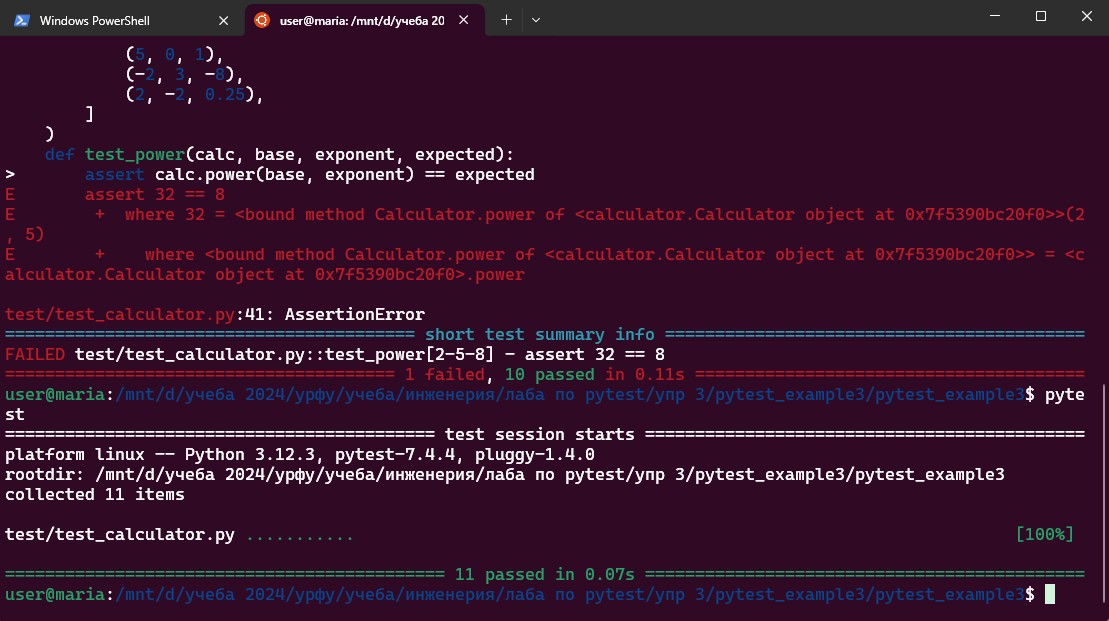 Windows PowerShell
user@maria: /mnt/d/учеба 20
(5, 0, 1),
(-2, 3, -8),
(2, -2, 0.25),
]
)
def test_power(calc, base, exponent, expected):
> assert calc.power(base, exponent) == expected
E assert 32 == 8
E + where 32 = <bound method Calculator.power of <calculator.Calculator object at 0x7f5390bc20f0>>(2
, 5)
E + where <bound method Calculator.power of <calculator.Calculator object at 0x7f5390bc20f0>> = <c
alculator.Calculator object at 0x7f5390bc20f0>.power
test/test_calculator.py:41: AssertionError
========================================= short test summary info ==========================================
FAILED test/test_calculator.py::test_power[2-5-8] - assert 32 == 8
======================================= 1 failed, 10 passed in 0.11s =======================================
user@maria:/mnt/d/учеба 2024/урфу/учеба/инженерия/лаба по pytest/упр 3/pytest_example3/pytest_example3$ pyte
st
=========================================== test session starts ============================================
platform linux -- Python 3.12.3, pytest-7.4.4, pluggy-1.4.0
rootdir: /mnt/d/учеба 2024/урфу/учеба/инженерия/лаба по pytest/упр 3/pytest_example3/pytest_example3
collected 11 items
test/test_calculator.py ........... [100%]
============================================ 11 passed in 0.07s ============================================
user@maria:/mnt/d/учеба 2024/урфу/учеба/инженерия/лаба по pytest/упр 3/pytest_example3/pytest_example3$